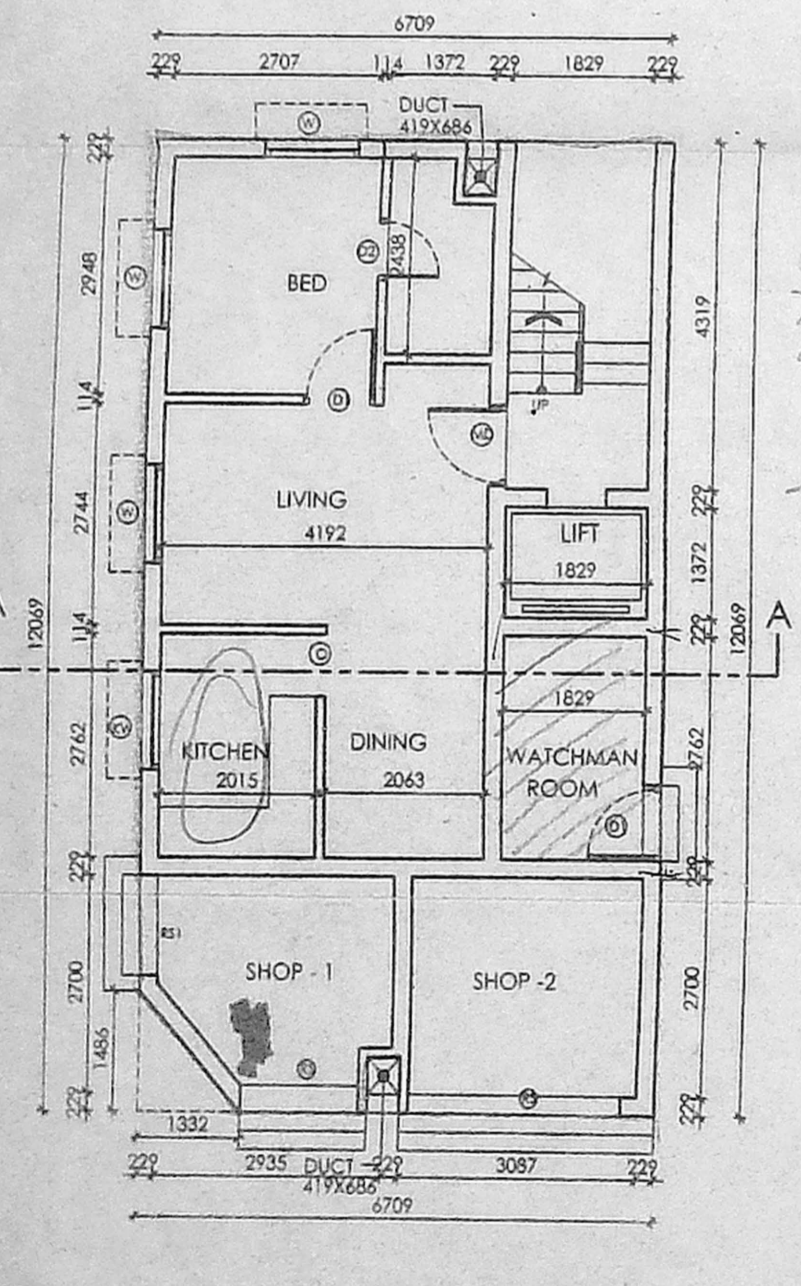 6709
229 2707 114 1372 229 1829 229
DUCT
419X686
W
229
2948
W
BED
D2
2438
4319
114
D
UP
MD
LIVING
4192
2744
W
LIFT
1829
229
1372
229
12069
12069
114
O
A
1829
2762
KITCHEN
2015
DINING
2063
WATCHMAN
ROOM
D1
2762
229
229
RS1
SHOP - 1
SHOP -2
2700
2700
1486
229
229
1332
229 2935 DUCT 229 3087 229
419X686
6709